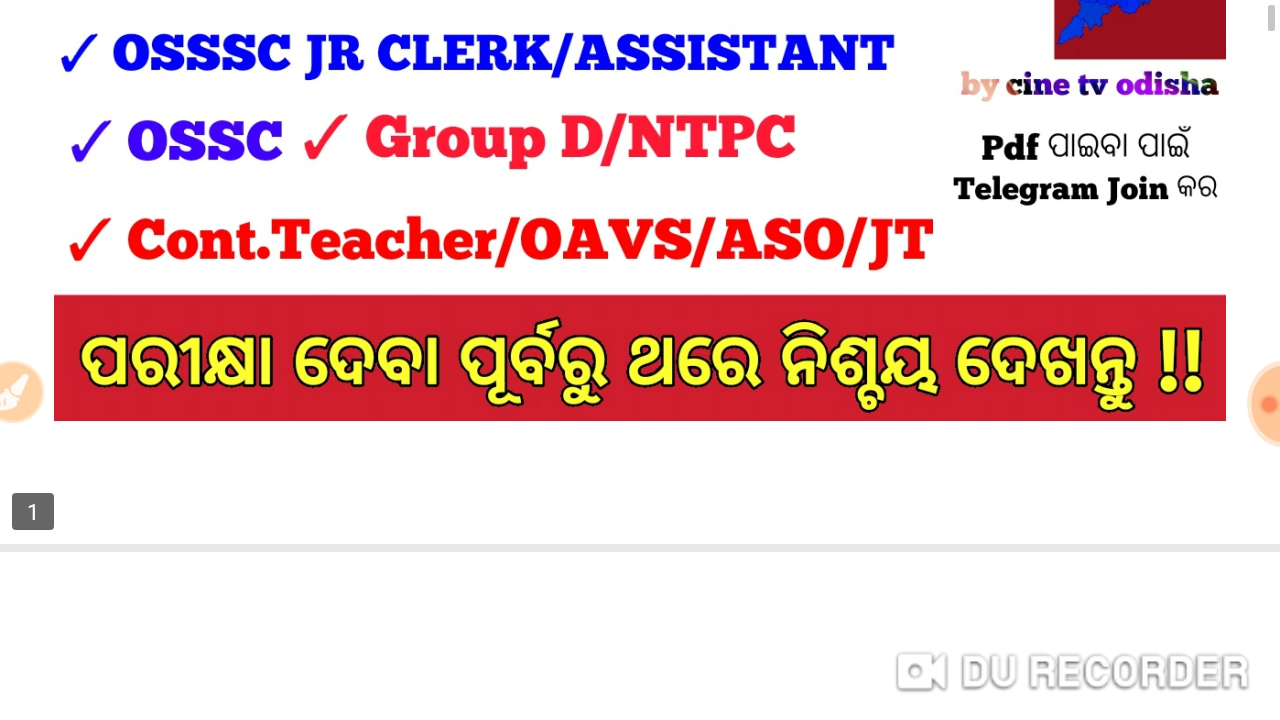 ✓ OSSSC JR CLERK/ASSISTANT
by cine tv odisha
✓ OSSC ✓ Group D/NTPC
Pdf ପାଇବା ପାଇଁ
Telegram Join କର
✓ Cont.Teacher/OAVS/ASO/JT
ପରୀକ୍ଷା ଦେବା ପୂର୍ବରୁ ଥରେ ନିଶ୍ଚୟ ଦେଖନ୍ତୁ !!
1
DU RECORDER